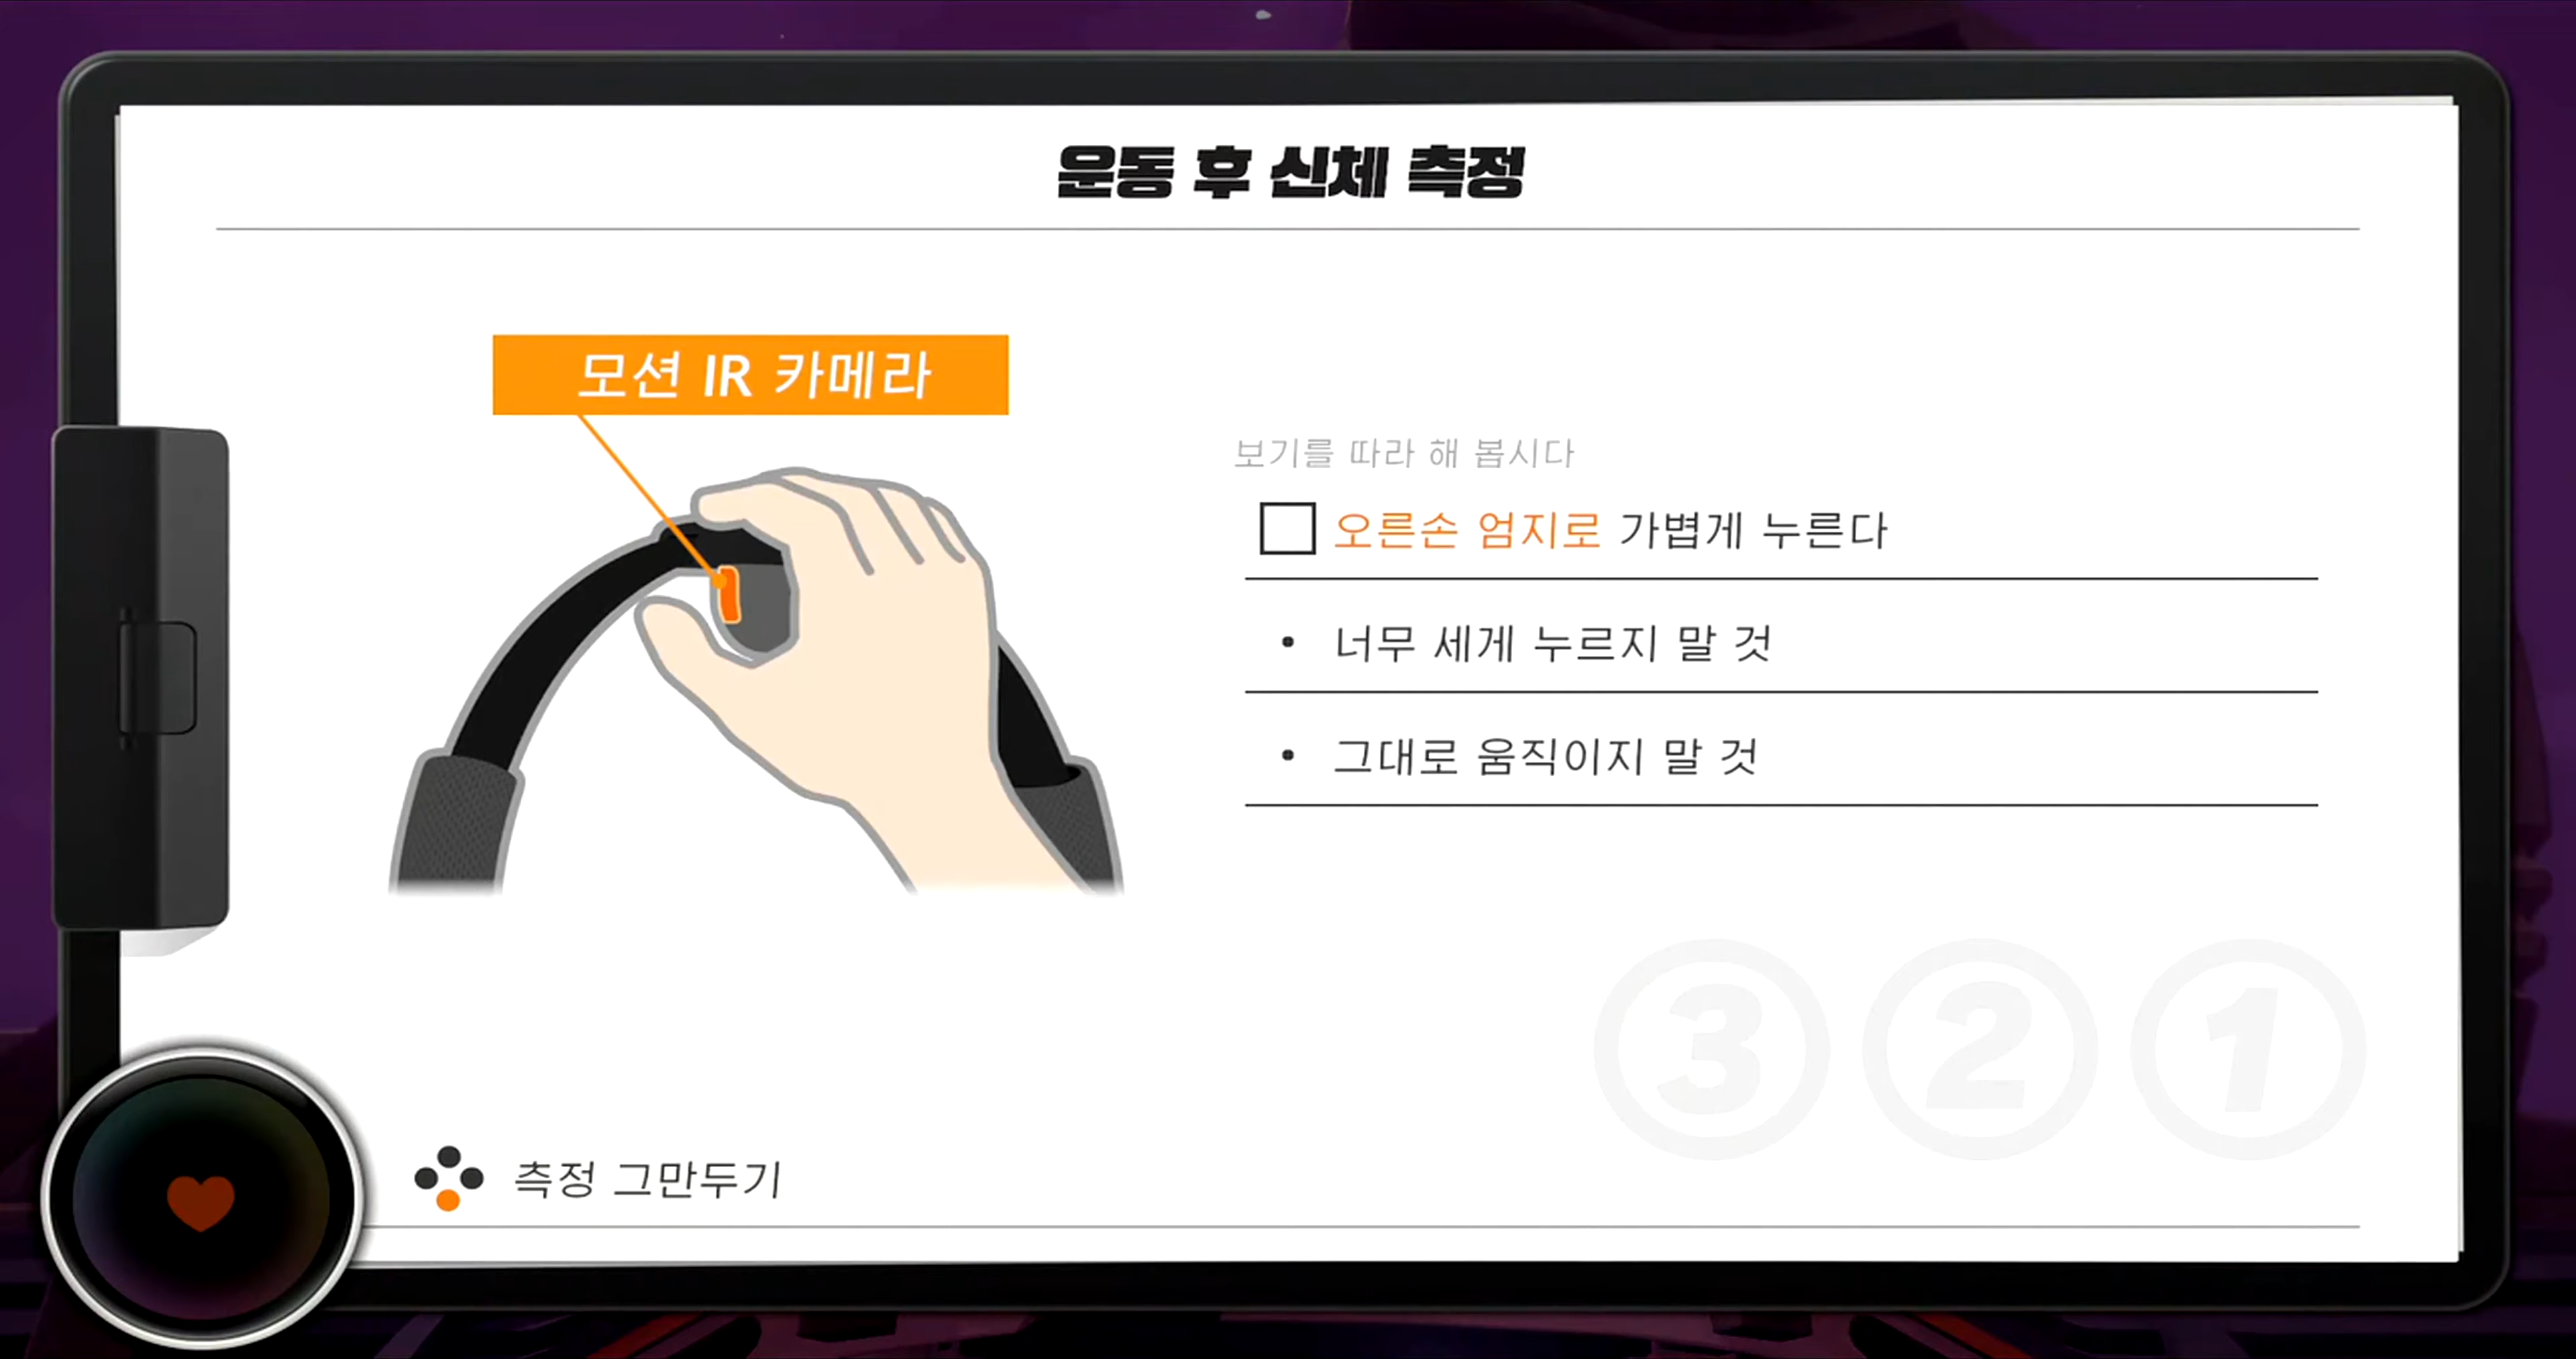 운동 후 신체 측정
모션 IR 카메라
보기를 따라 해 봅시다
오른손 엄지로 가볍게 누른다
• 너무 세게 누르지 말 것
• 그대로 움직이지 말 것
3 2 1
측정 그만두기